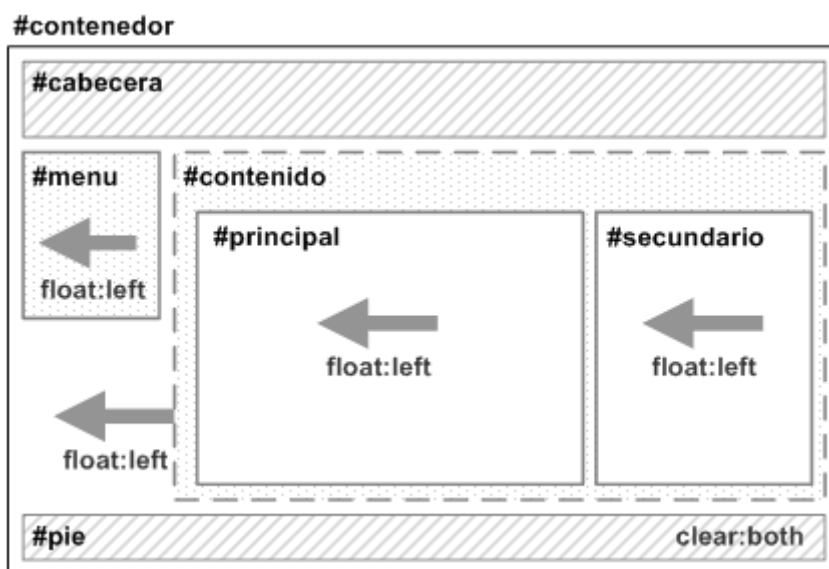 #contenedor
#cabecera
#menu
float:left
#contenido
#principal
float:left
#secundario
float:left
float:left
#pie
clear:both